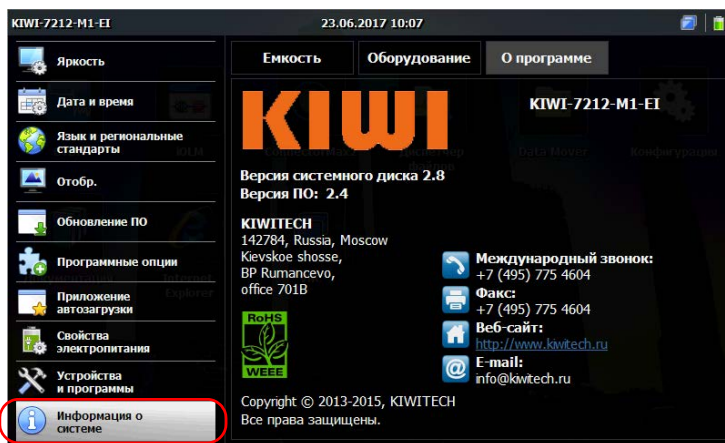 KIWI-7212-M1-EI
23.06.2017 10:07
Яркость
Дата и время
Язык и региональные
стандарты
Отобр.
Обновление ПО
Программные опции
Приложение
автозагрузки
Свойства
электропитания
Устройства
и программы
Информация о
системе
Емкость
Оборудование
О программе
KIWI
KIWI-7212-M1-EI
Data Mover
Explorer
Версия системного диска 2.8
Версия ПО: 2.4
KIWITECH
142784, Russia, Moscow
Kievskoe shosse,
BP Rumancevo,
office 701B
RoHS
WEEE
Международный звонок:
+7 (495) 775 4604
Факс:
+7 (495) 775 4604
Веб-сайт:
http://www.kiwitech.ru
E-mail:
info@kiwitech.ru
Copyright © 2013-2015, KIWITECH
Все права защищены.